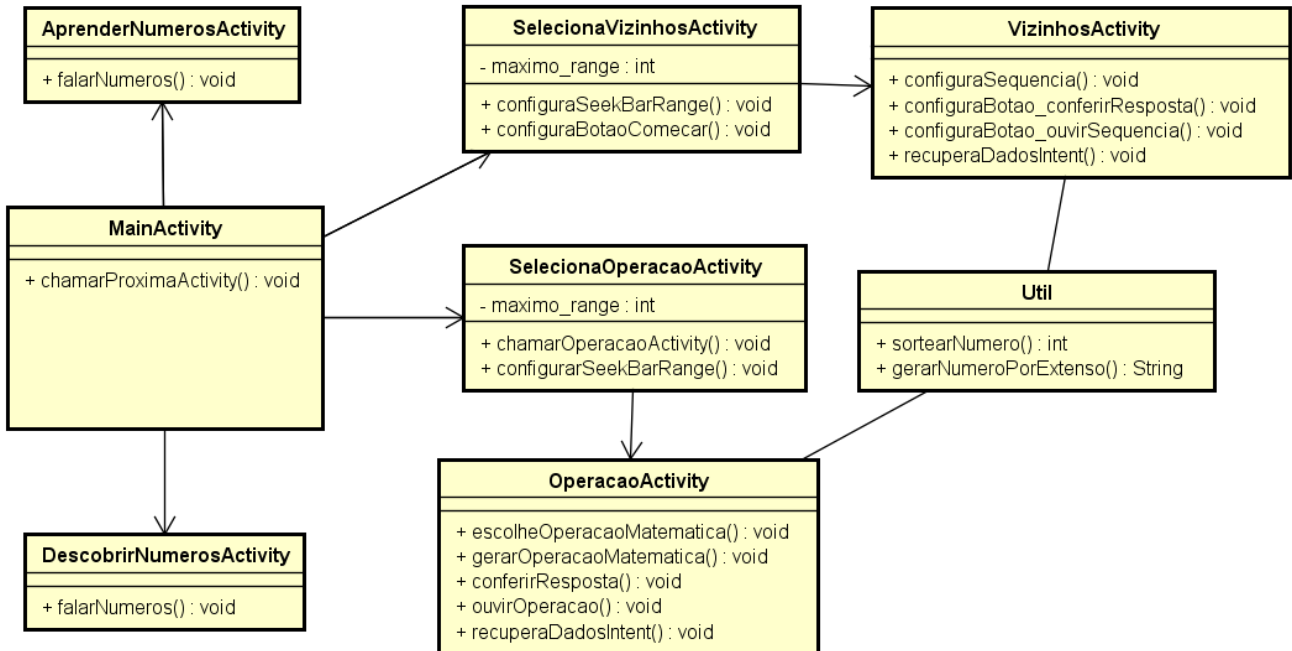 AprenderNumerosActivity
+ falarNumeros() : void
SelecionaVizinhosActivity
- maximo_range : int
+ configuraSeekBarRange() : void
+ configuraBotaoComecar() : void
VizinhosActivity
+ configuraSequencia() : void
+ configuraBotao_conferirResposta() : void
+ configuraBotao_ouvirSequencia() : void
+ recuperaDadosIntent() : void
MainActivity
+ chamarProximaActivity() : void
SelecionaOperacaoActivity
- maximo_range : int
+ chamarOperacaoActivity() : void
+ configurarSeekBarRange() : void
Util
+ sortearNumero() : int
+ gerarNumeroPorExtenso() : String
DescobrirNumerosActivity
+ falarNumeros() : void
OperacaoActivity
+ escolheOperacaoMatematica() : void
+ gerarOperacaoMatematica() : void
+ conferirResposta() : void
+ ouvirOperacao() : void
+ recuperaDadosIntent() : void